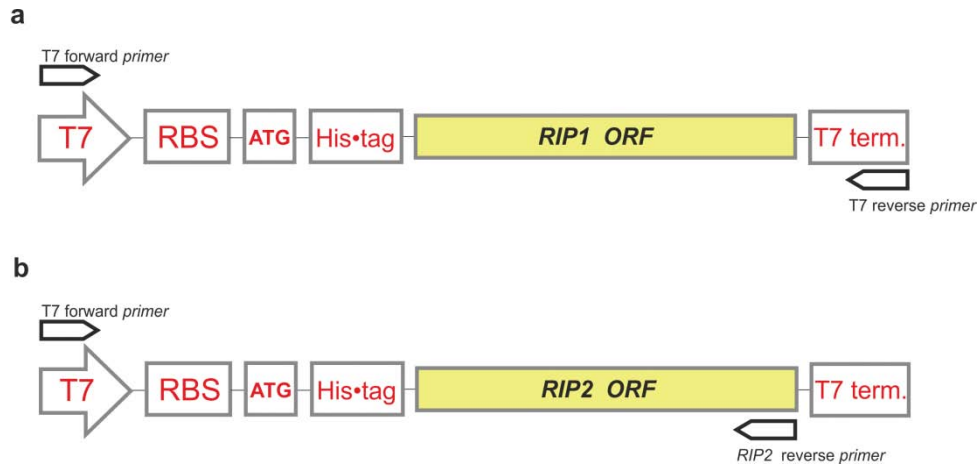 a
T7 forward primer
T7 RBS ATG His•tag RIP1 ORF T7 term.
T7 reverse primer
b
T7 forward primer
T7 RBS ATG His•tag RIP2 ORF T7 term.
RIP2 reverse primer